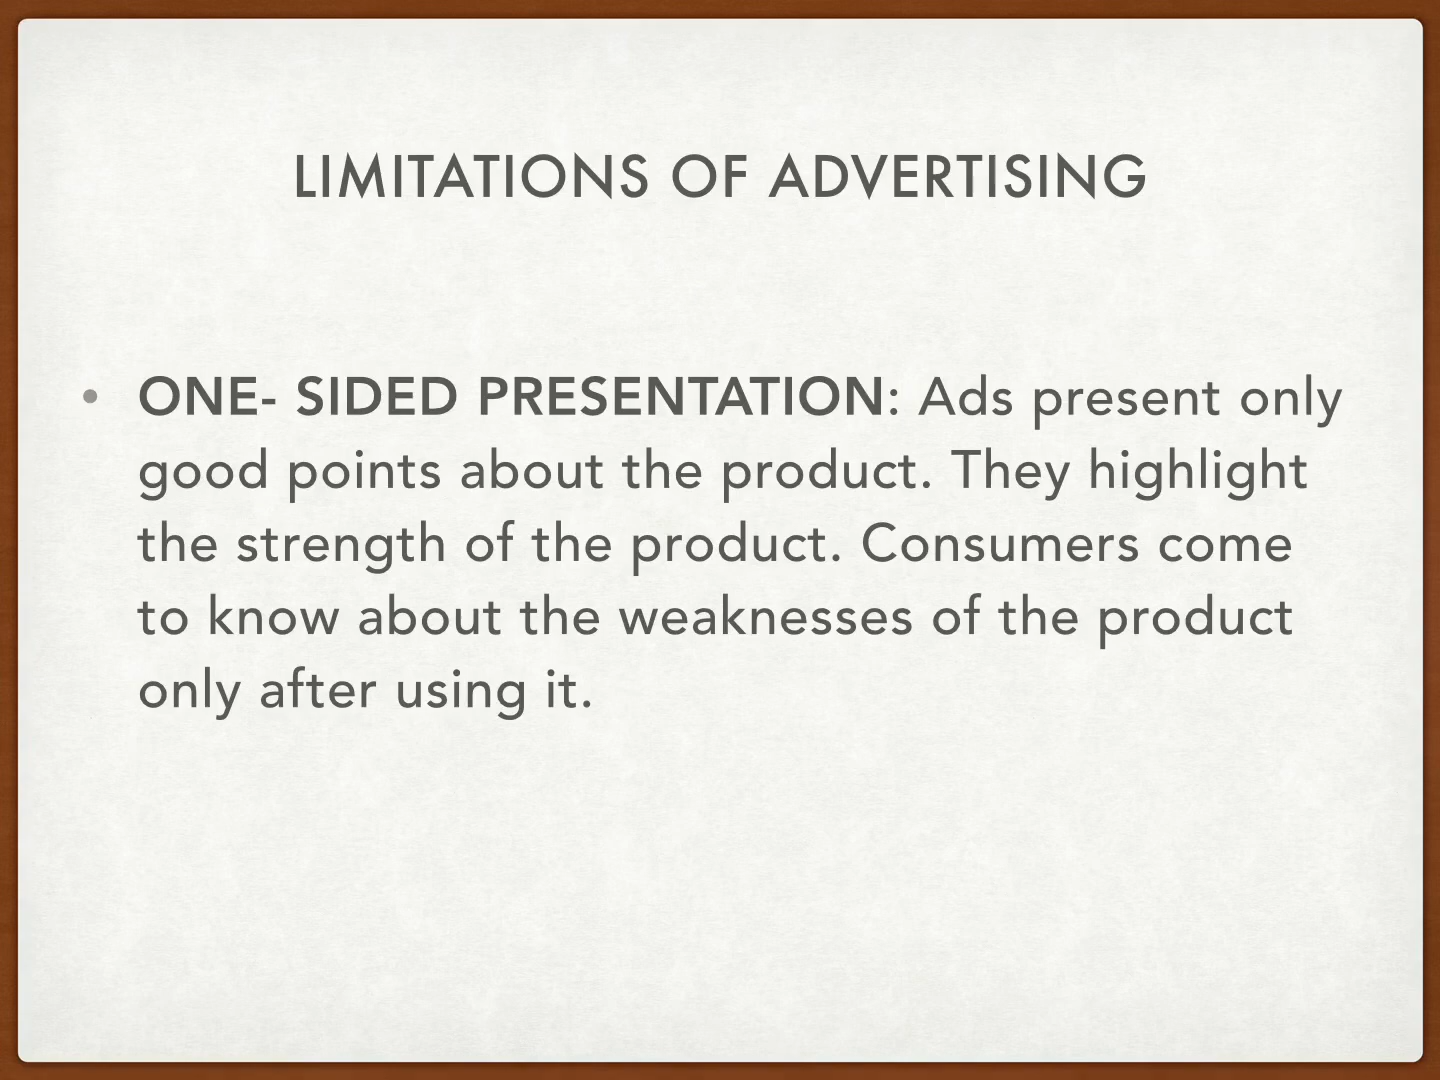 LIMITATIONS OF ADVERTISING
• ONE- SIDED PRESENTATION: Ads present only
good points about the product. They highlight
the strength of the product. Consumers come
to know about the weaknesses of the product
only after using it.